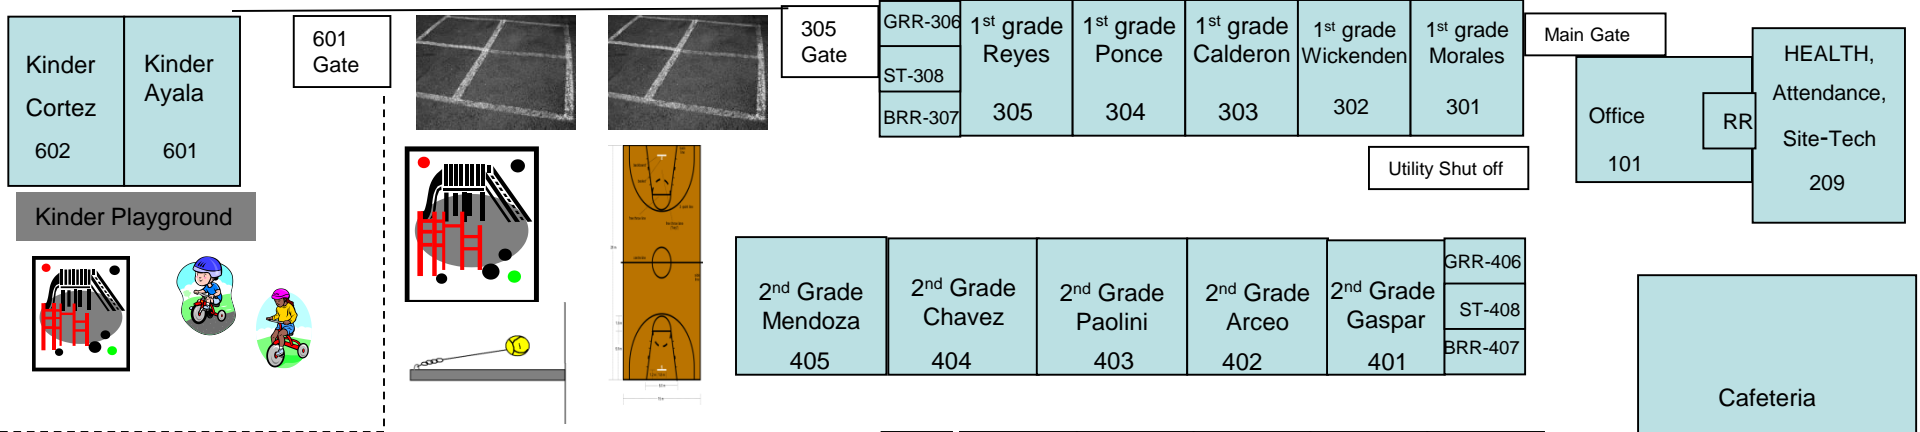 Kinder
Cortez
602
Kinder
Ayala
601
601
Gate
305
Gate
GRR-306
ST-308
BRR-307
1st grade
Reyes
305
1st grade
Ponce
304
1st grade
Calderon
303
1st grade
Wickenden
302
1st grade
Morales
301
Main Gate
Office
101
RR
HEALTH,
Attendance,
Site-Tech
209
Utility Shut off
Kinder Playground
2nd Grade
Mendoza
405
2nd Grade
Chavez
404
2nd Grade
Paolini
403
2nd Grade
Arceo
402
2nd Grade
Gaspar
401
GRR-406
ST-408
BRR-407
Cafeteria